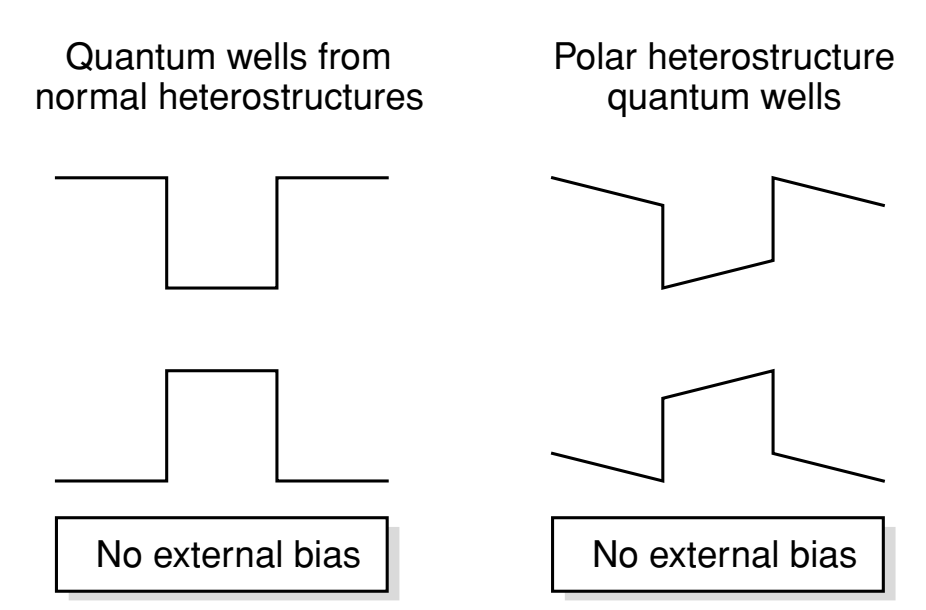 Quantum wells from
normal heterostructures
Polar heterostructure
quantum wells
No external bias
No external bias